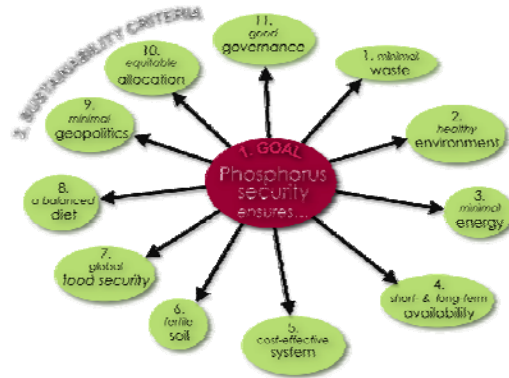 2. SUSTAINABILITY CRITERIA
1. GOAL
Phosphorus
security
ensures...
1. minimal
waste
2.
healthy
environment
3.
minimal
energy
4.
short- & long-term
availability
5.
cost-effective
system
6.
fertile
soil
7.
global
food security
8.
a balanced
diet
9.
minimal
geopolitics
10.
equitable
allocation
11.
good
governance